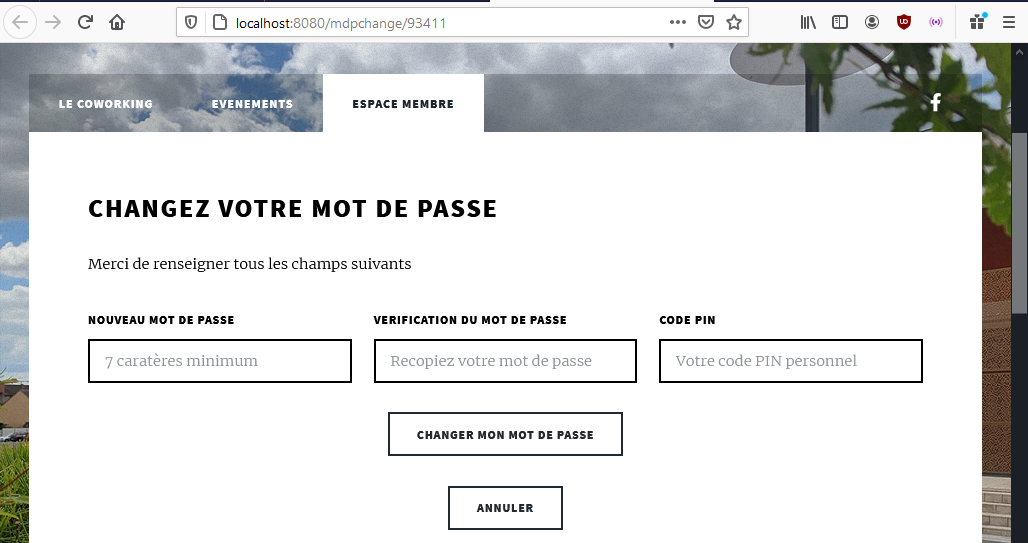 localhost:8080/mdpchange/93411
LE COWORKING EVENEMENTS ESPACE MEMBRE
CHANGEZ VOTRE MOT DE PASSE
Merci de renseigner tous les champs suivants
NOUVEAU MOT DE PASSE VERIFICATION DU MOT DE PASSE CODE PIN
7 caratères minimum Recopiez votre mot de passe Votre code PIN personnel
CHANGER MON MOT DE PASSE
ANNULER